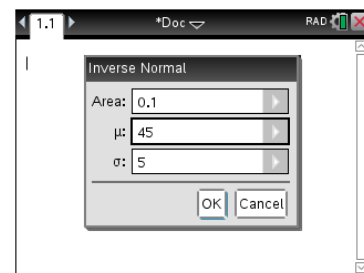 1.1 *Doc RAD
Inverse Normal
Area: 0.1
μ: 45
σ: 5
OK Cancel